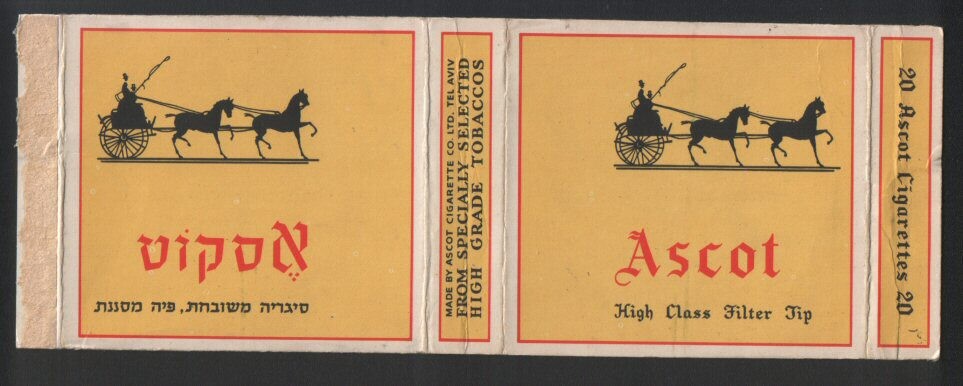 אֶסקוֹט
סיגריה משובחת, פיה מסננת
MADE BY ASCOT CIGARETTE CO. LTD. TEL AVIV
FROM SPECIALLY SELECTED
HIGH GRADE TOBACCOS
Ascot
High Class Filter Tip
20 Ascot Cigarettes 20